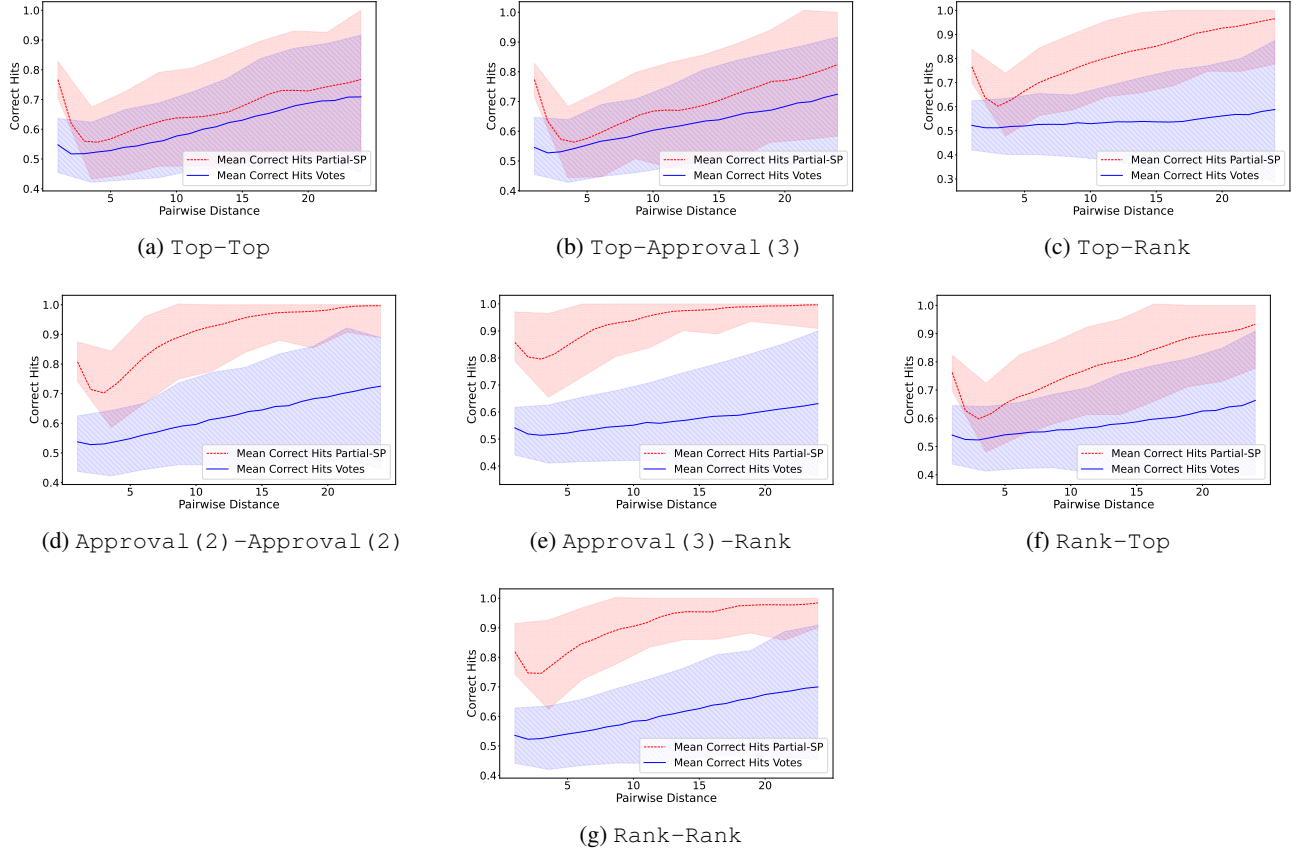 1.0
0.9
0.8
0.7
0.6
0.5
0.4
Correct Hits
Mean Correct Hits Partial-SP
Mean Correct Hits Votes
5 10 15 20
Pairwise Distance
(a) Top-Top
1.0
0.9
0.8
0.7
0.6
0.5
0.4
Correct Hits
Mean Correct Hits Partial-SP
Mean Correct Hits Votes
5 10 15 20
Pairwise Distance
(b) Top-Approval(3)
1.0
0.9
0.8
0.7
0.6
0.5
0.4
0.3
Correct Hits
Mean Correct Hits Partial-SP
Mean Correct Hits Votes
5 10 15 20
Pairwise Distance
(c) Top-Rank
1.0
0.9
0.8
0.7
0.6
0.5
0.4
Correct Hits
Mean Correct Hits Partial-SP
Mean Correct Hits Votes
5 10 15 20
Pairwise Distance
(d) Approval(2)-Approval(2)
1.0
0.9
0.8
0.7
0.6
0.5
0.4
Correct Hits
Mean Correct Hits Partial-SP
Mean Correct Hits Votes
5 10 15 20
Pairwise Distance
(e) Approval(3)-Rank
1.0
0.9
0.8
0.7
0.6
0.5
0.4
Correct Hits
Mean Correct Hits Partial-SP
Mean Correct Hits Votes
5 10 15 20
Pairwise Distance
(f) Rank-Top
1.0
0.9
0.8
0.7
0.6
0.5
0.4
Correct Hits
Mean Correct Hits Partial-SP
Mean Correct Hits Votes
5 10 15 20
Pairwise Distance
(g) Rank-Rank